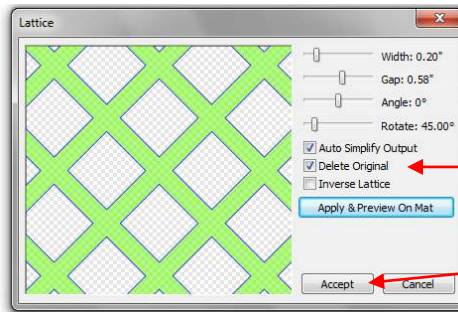 Lattice
Width: 0.20"
Gap: 0.58"
Angle: 0°
Rotate: 45.00°
Auto Simplify Output
Delete Original
Inverse Lattice
Apply & Preview On Mat
Accept
Cancel